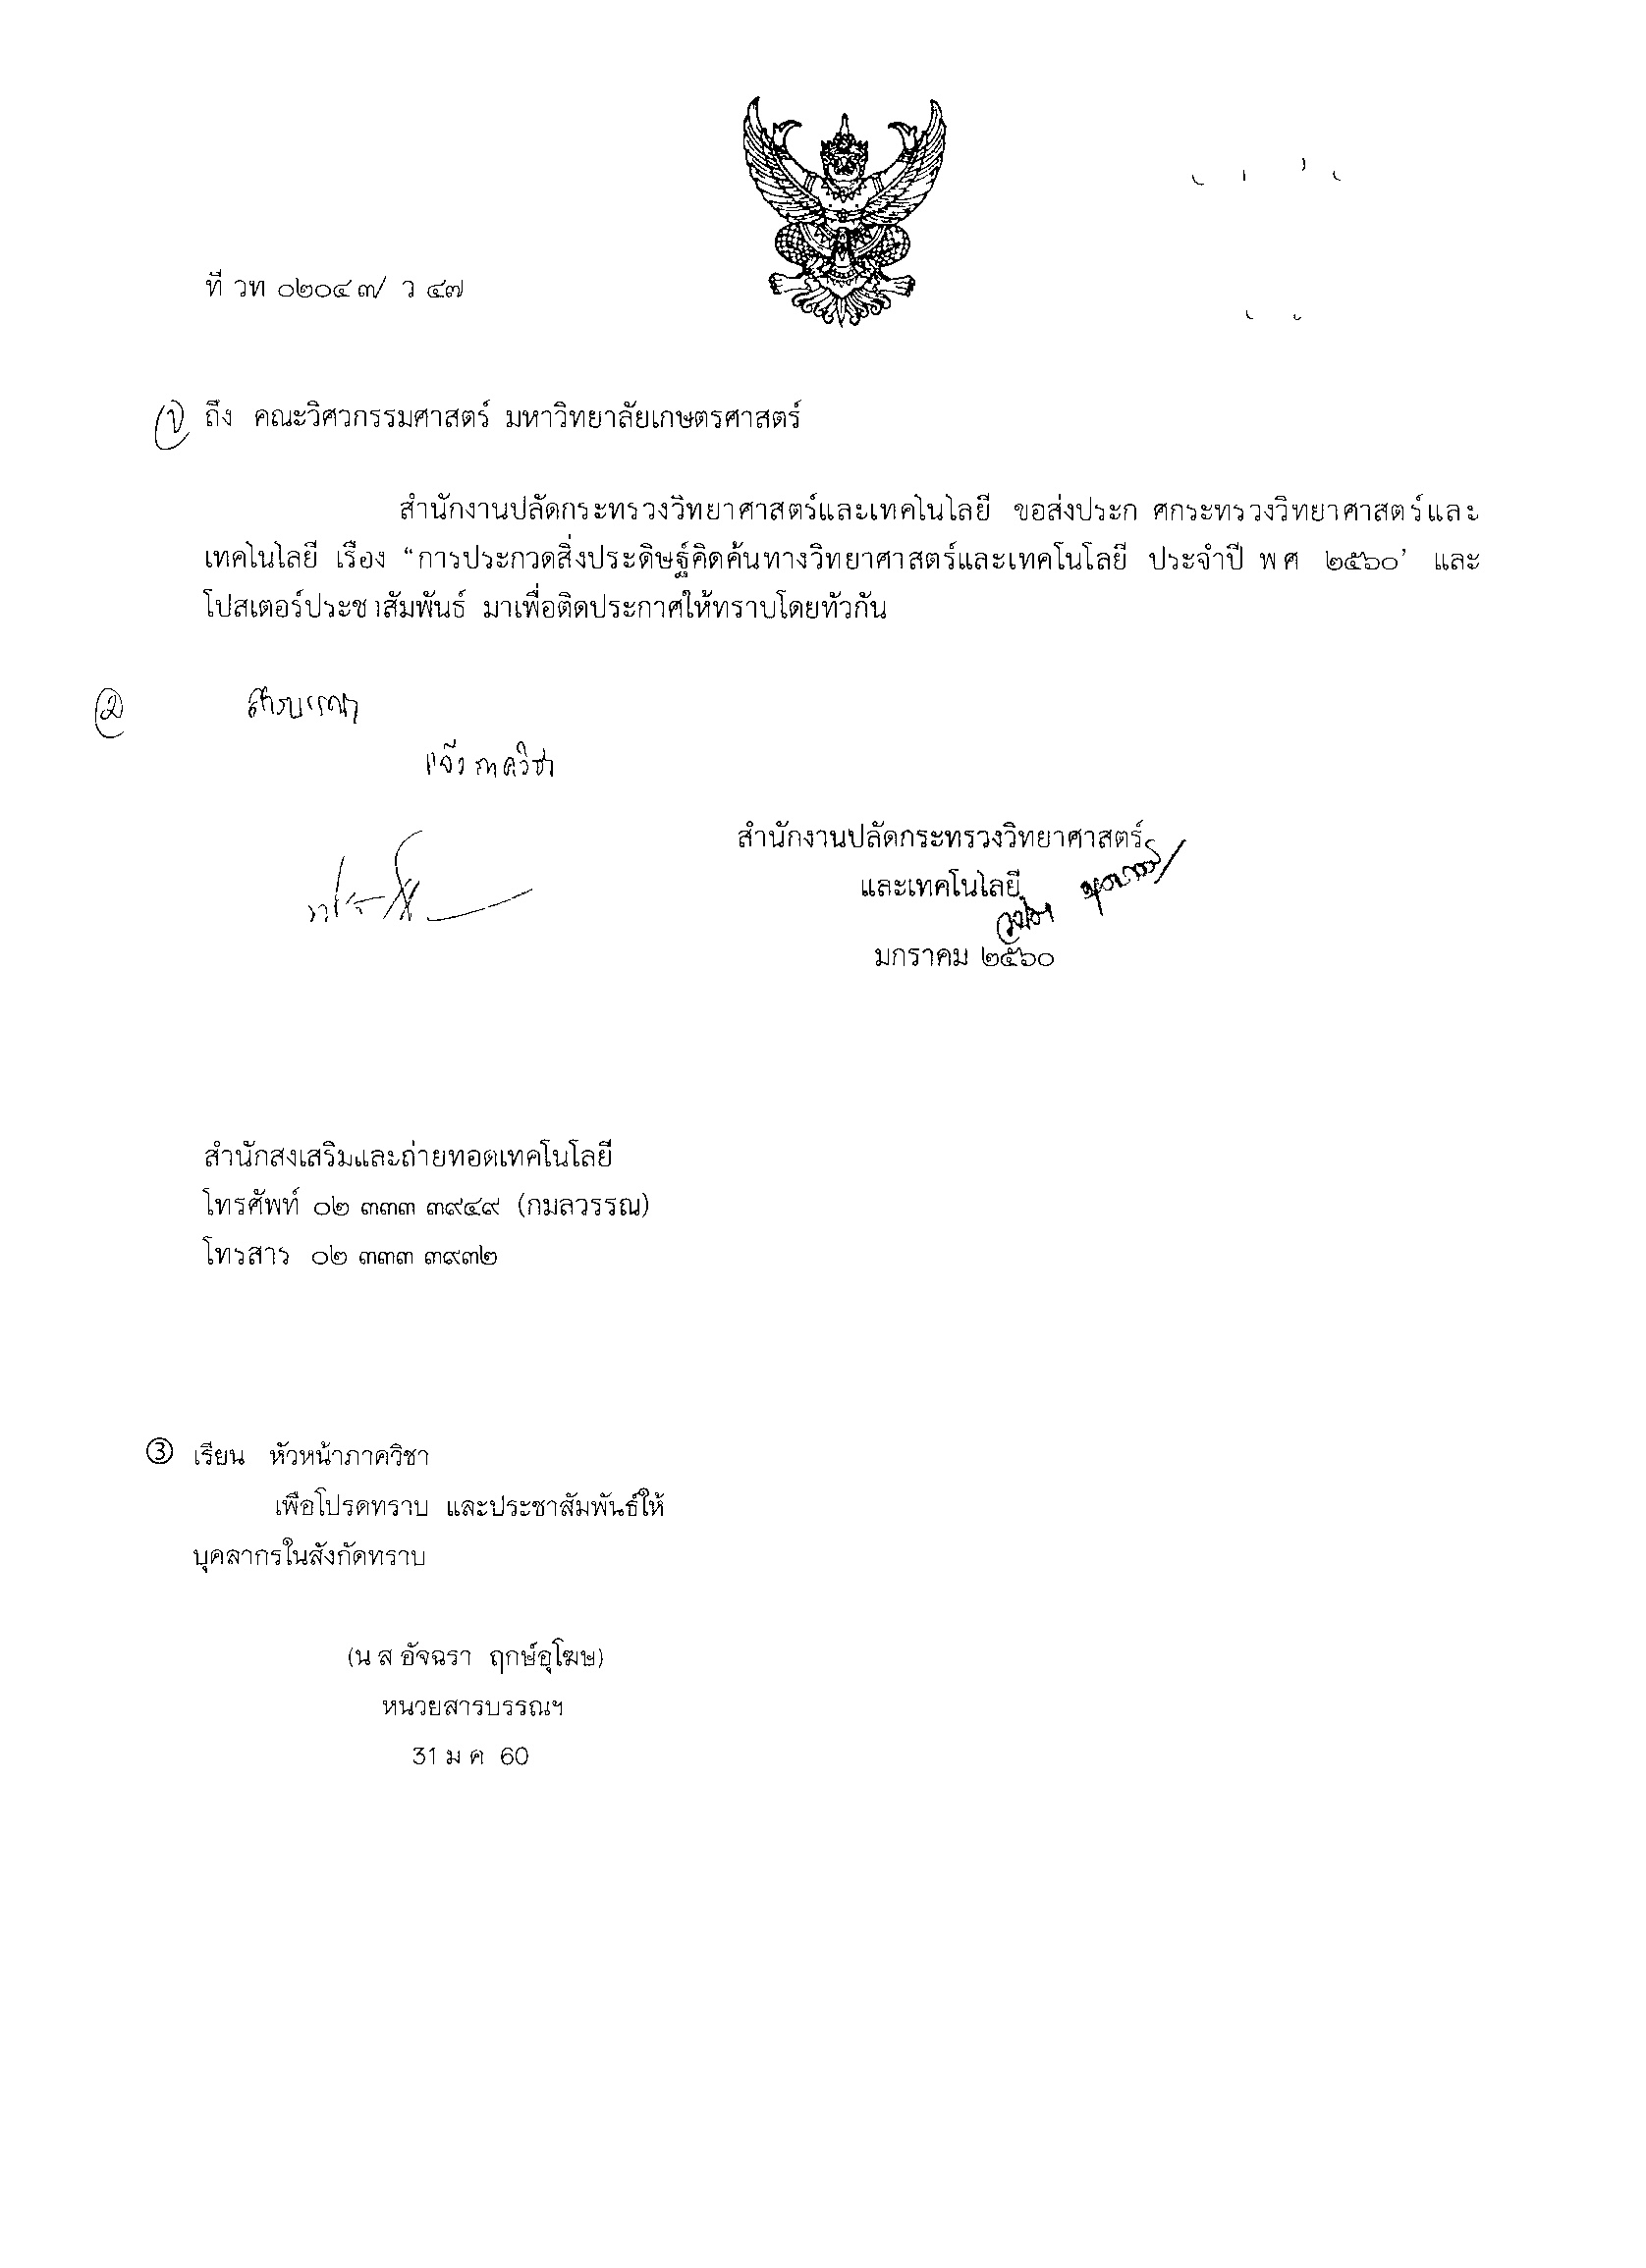 ที่ วท ๐๒๐๔ ๓/ ว ๔๗
๑ ถึง คณะวิศวกรรมศาสตร์ มหาวิทยาลัยเกษตรศาสตร์
สำนักงานปลัดกระทรวงวิทยาศาสตร์และเทคโนโลยี ขอส่งประก ศกระทรวงวิทยาศาสตร์และ
เทคโนโลยี เรื่อง “การประกวดสิ่งประดิษฐ์คิดค้นทางวิทยาศาสตร์และเทคโนโลยี ประจำปี พ ศ ๒๕๖๐’ และ
โปสเตอร์ประชาสัมพันธ์ มาเพื่อติดประกาศให้ทราบโดยทั่วกัน
๒ สารบรรณ
แจ้งภาควิชา
สำนักงานปลัดกระทรวงวิทยาศาสตร์
และเทคโนโลยี
มกราคม ๒๕๖๐
สำนักสงเสริมและถ่ายทอดเทคโนโลยี
โทรศัพท์ ๐๒ ๓๓๓ ๓๙๔๙ (กมลวรรณ)
โทรสาร ๐๒ ๓๓๓ ๓๙๓๒
③ เรียน หัวหน้าภาควิชา
เพื่อโปรดทราบ และประชาสัมพันธ์ให้
บุคลากรในสังกัดทราบ
(น ส อัจฉรา ฤกษ์อุโฆษ)
หนวยสารบรรณฯ
31 ม ค 60